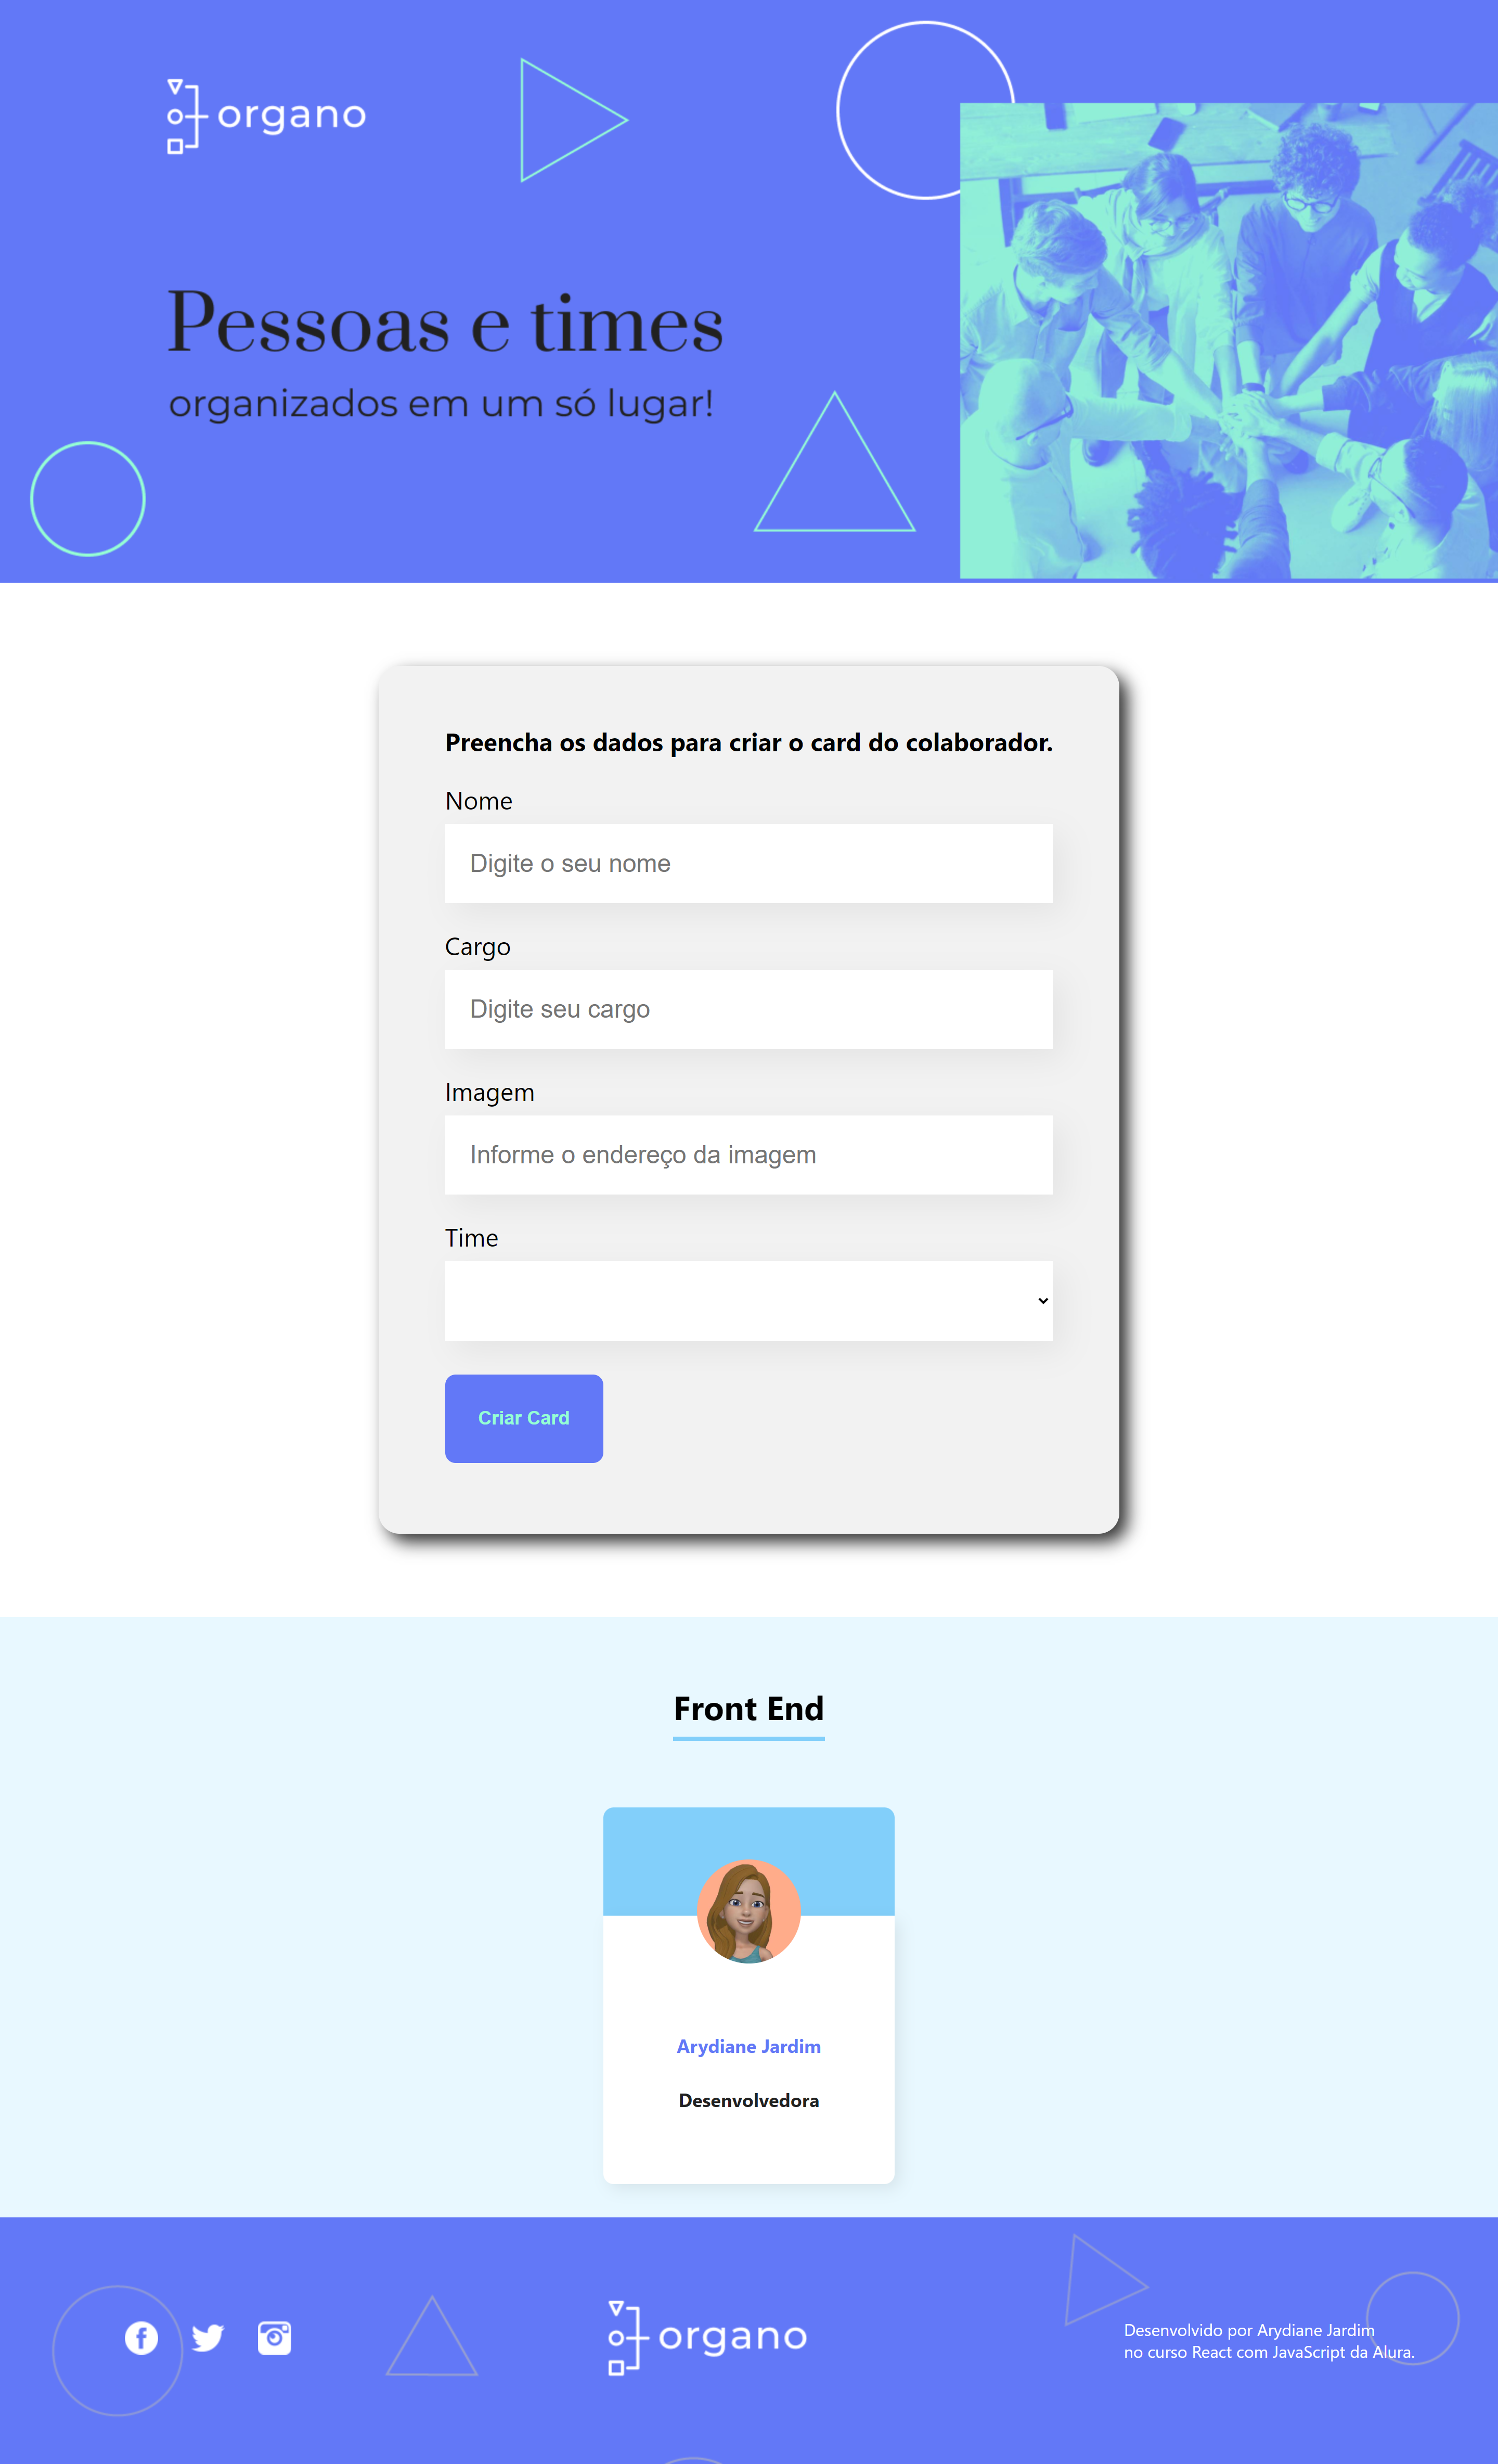 organo
Pessoas e times
organizados em um só lugar!
Preencha os dados para criar o card do colaborador.
Nome
Digite o seu nome
Cargo
Digite seu cargo
Imagem
Informe o endereço da imagem
Time
Criar Card
Front End
Arydiane Jardim
Desenvolvedora
organo
Desenvolvido por Arydiane Jardim
no curso React com JavaScript da Alura.